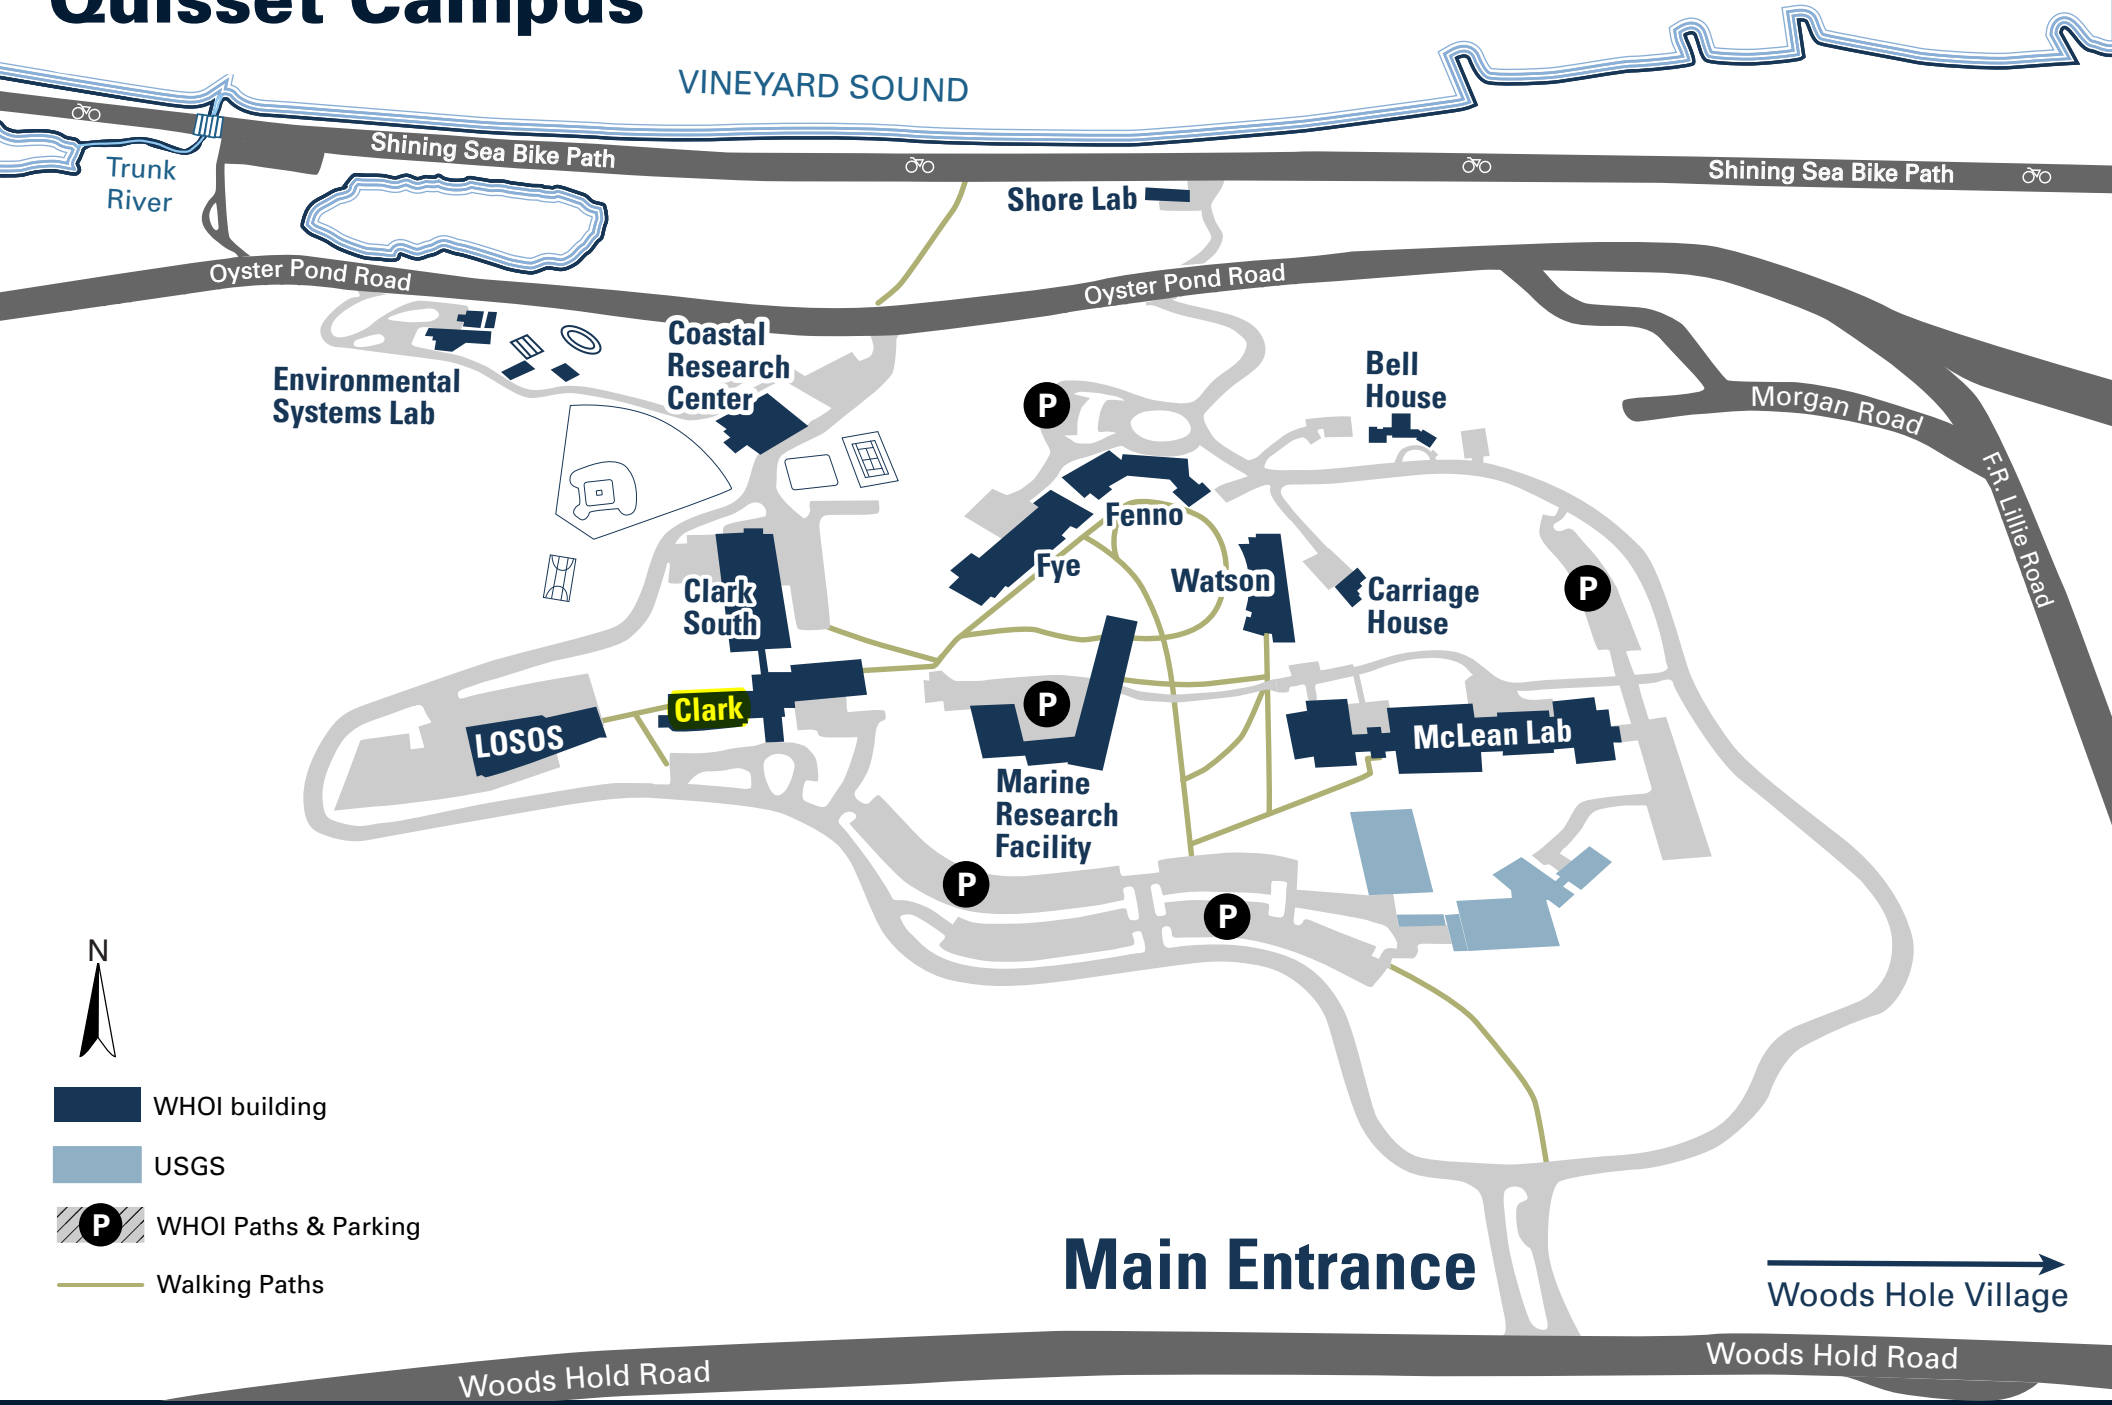 Quisset Campus
VINEYARD SOUND
Shining Sea Bike Path
Shining Sea Bike Path
Trunk
River
Shore Lab
Oyster Pond Road
Oyster Pond Road
Environmental
Systems Lab
Coastal
Research
Center
P
Bell
House
Morgan Road
F.R. Lillie Road
Fenno
Fye
Watson
Carriage
House
P
Clark
South
Clark
LOSOS
P
McLean Lab
Marine
Research
Facility
P
P
N
WHOI building
USGS
P
WHOI Paths & Parking
Walking Paths
Main Entrance
Woods Hole Village
Woods Hold Road
Woods Hold Road